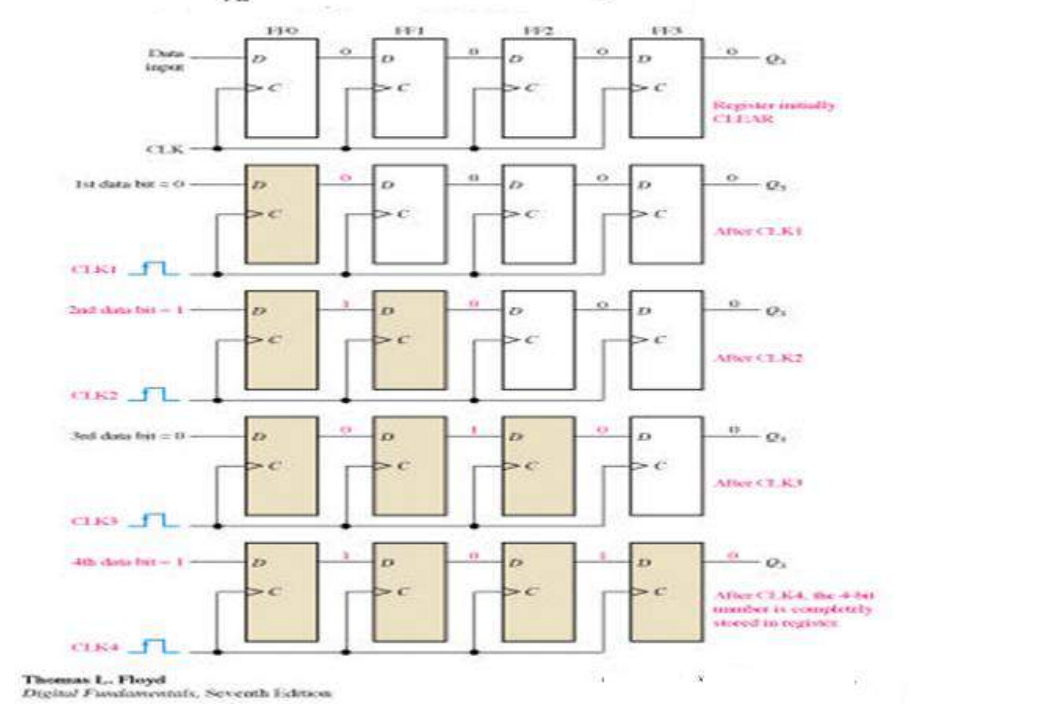 FF0 FF1 FF2 FF3
Data input
D 0 D 0 D 0 D 0 Q3
C C C C
Register initially CLEAR
CLK
1st data bit = 0
D 0 D 0 D 0 D 0 Q3
C C C C
After CLK1
CLK1
2nd data bit = 1
D 1 D 0 D 0 D 0 Q3
C C C C
After CLK2
CLK2
3rd data bit = 0
D 0 D 1 D 0 D 0 Q3
C C C C
After CLK3
CLK3
4th data bit = 1
D 1 D 0 D 1 D 0 Q3
C C C C
After CLK4, the 4-bit
number is completely
stored in register
CLK4
Thomas L. Floyd
Digital Fundamentals, Seventh Edition